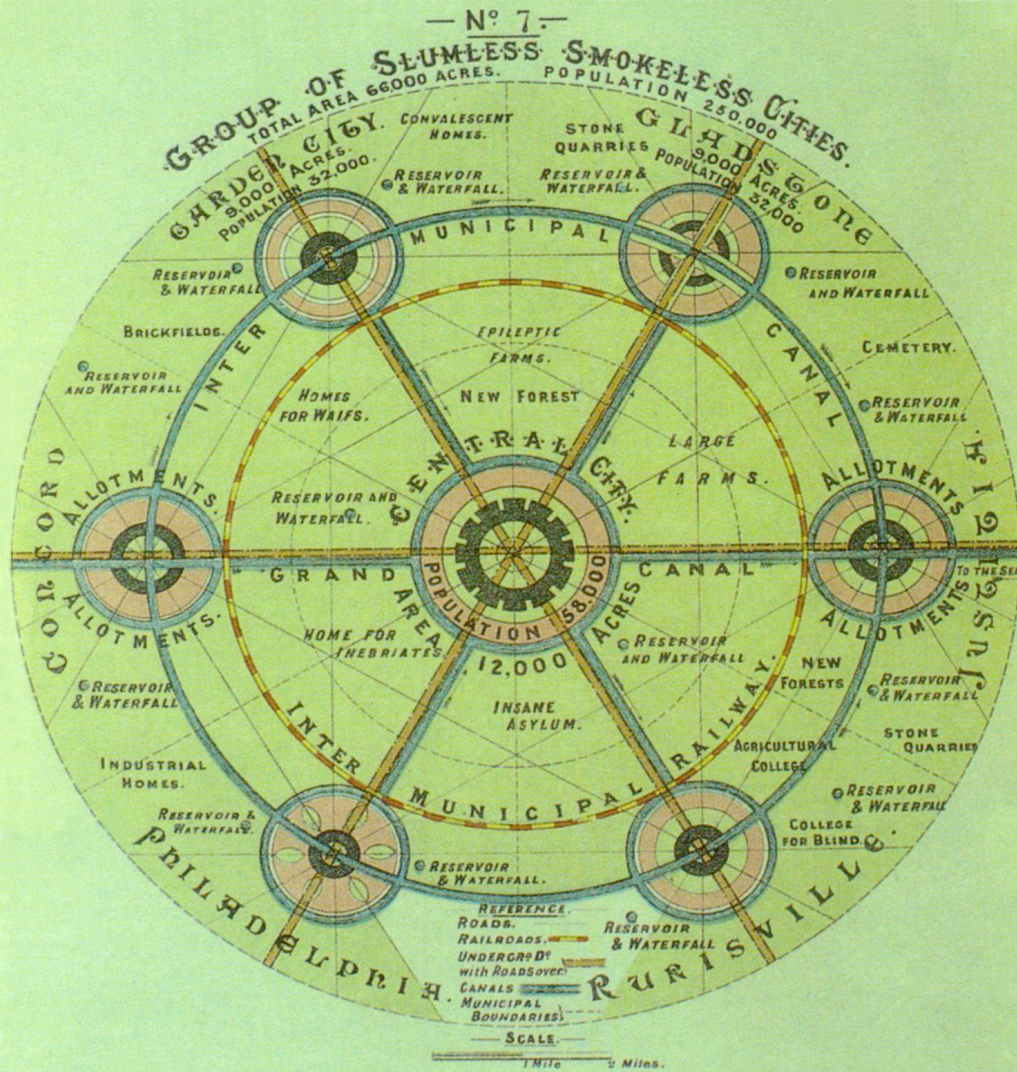 — Nº 7. —
GROUP OF SLUMLESS SMOKELESS CITIES.
TOTAL AREA 66,000 ACRES. POPULATION 250,000
GARDEN CITY.
9,000 ACRES.
POPULATION 32,000.
CONVALESCENT
HOMES.
STONE
QUARRIES
GLADSTONE
9,000 ACRES.
POPULATION 32,000
RESERVOIR
& WATERFALL.
RESERVOIR &
WATERFALL.
RESERVOIR
& WATERFALL
RESERVOIR
AND WATERFALL
INTER MUNICIPAL CANAL
BRICKFIELDS.
EPILEPTIC
FARMS.
CEMETERY.
RESERVOIR
AND WATERFALL
HOMES
FOR WAIFS.
NEW FOREST
RESERVOIR
& WATERFALL
LARGE
FARMS.
CENTRAL CITY.
CONCORD
ALLOTMENTS.
ALLOTMENTS
JUSTITIA
RESERVOIR AND
WATERFALL.
GRAND CANAL
TO THE SEA
POPULATION 58,000
AREA 12,000 ACRES
ALLOTMENTS.
ALLOTMENTS
HOME FOR
INEBRIATES.
RESERVOIR
AND WATERFALL
RESERVOIR
& WATERFALL
NEW
FORESTS
RESERVOIR
& WATERFALL
INSANE
ASYLUM.
STONE
QUARRIES
INTER MUNICIPAL RAILWAY.
AGRICULTURAL
COLLEGE
INDUSTRIAL
HOMES.
RESERVOIR
& WATERFALL
RESERVOIR &
WATERFALL.
COLLEGE
FOR BLIND.
RESERVOIR
& WATERFALL.
PHILADELPHIA.
RURISVILLE.
REFERENCE.
ROADS.
RAILROADS.
UNDERGRD Dº
with ROADS over
CANALS
MUNICIPAL
BOUNDARIES
RESERVOIR
& WATERFALL
— SCALE. —
1 Mile 2 Miles.